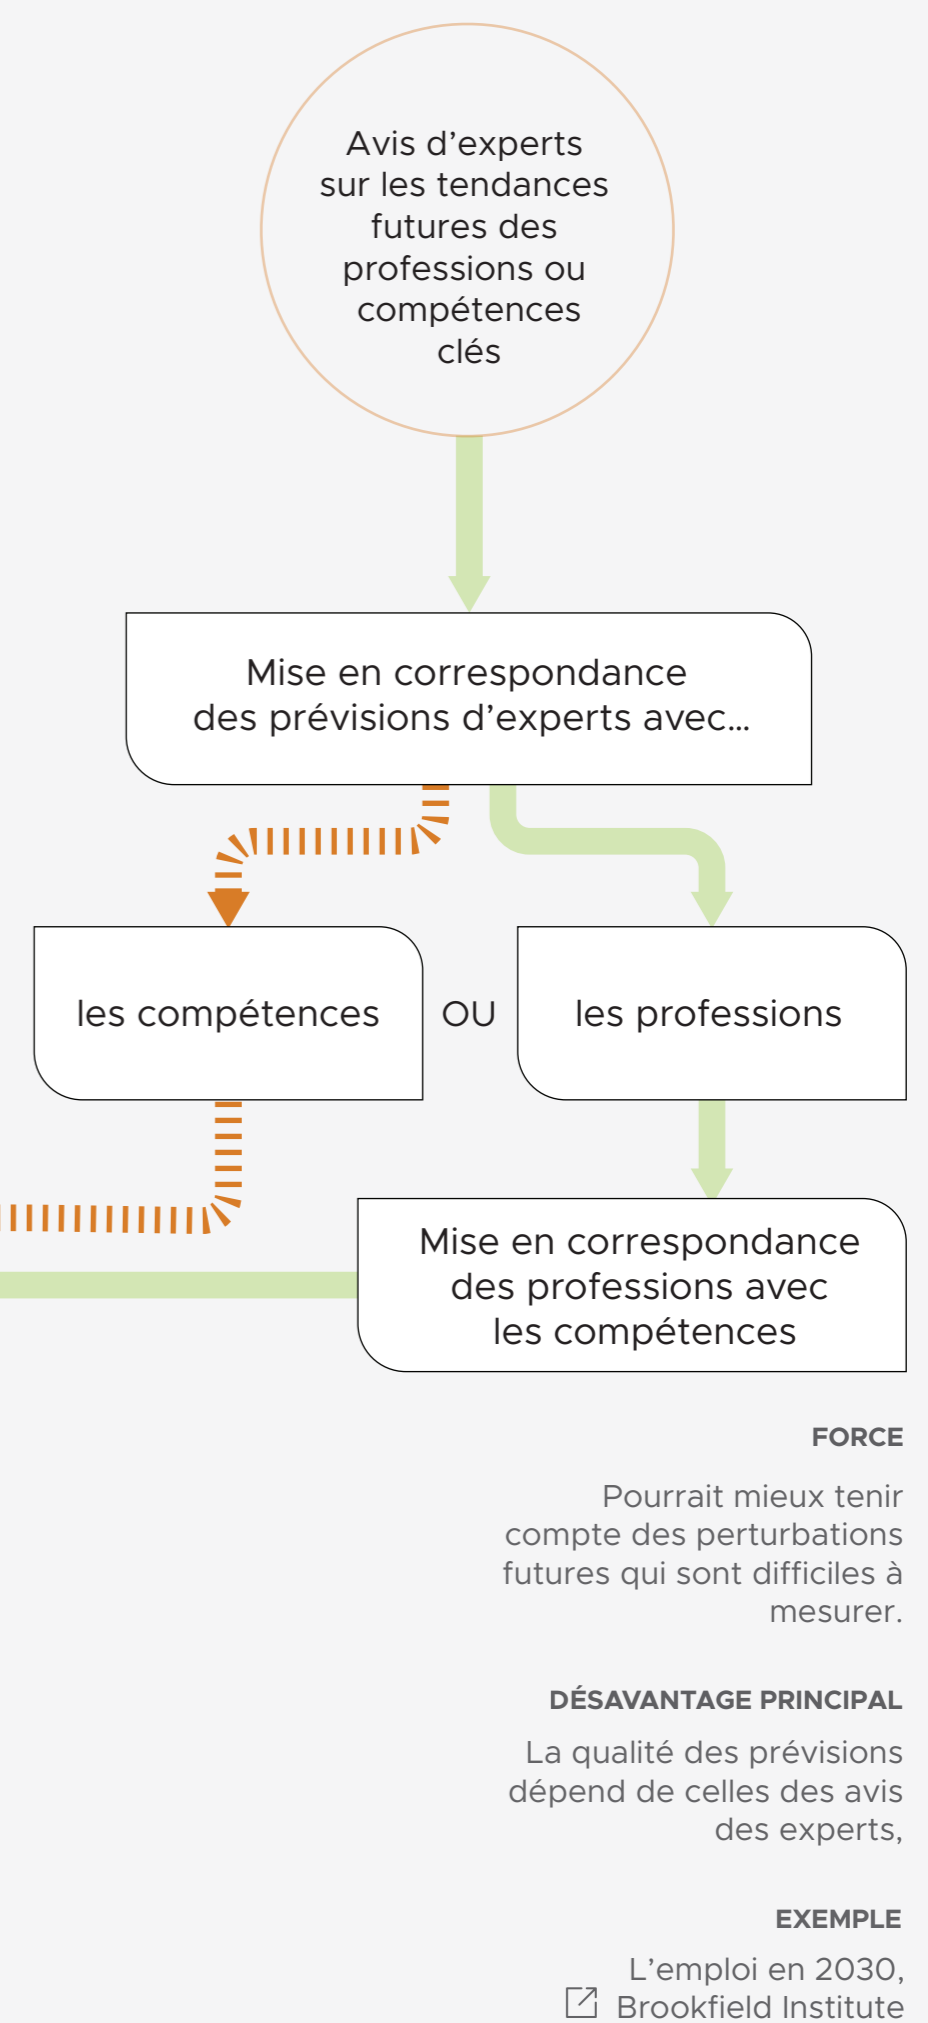 Avis d’experts
sur les tendances
futures des
professions ou
compétences
clés
Mise en correspondance
des prévisions d’experts avec…
les compétences
OU
les professions
Mise en correspondance
des professions avec
les compétences
FORCE
Pourrait mieux tenir
compte des perturbations
futures qui sont difficiles à
mesurer.
DÉSAVANTAGE PRINCIPAL
La qualité des prévisions
dépend de celles des avis
des experts,
EXEMPLE
L’emploi en 2030,
Brookfield Institute